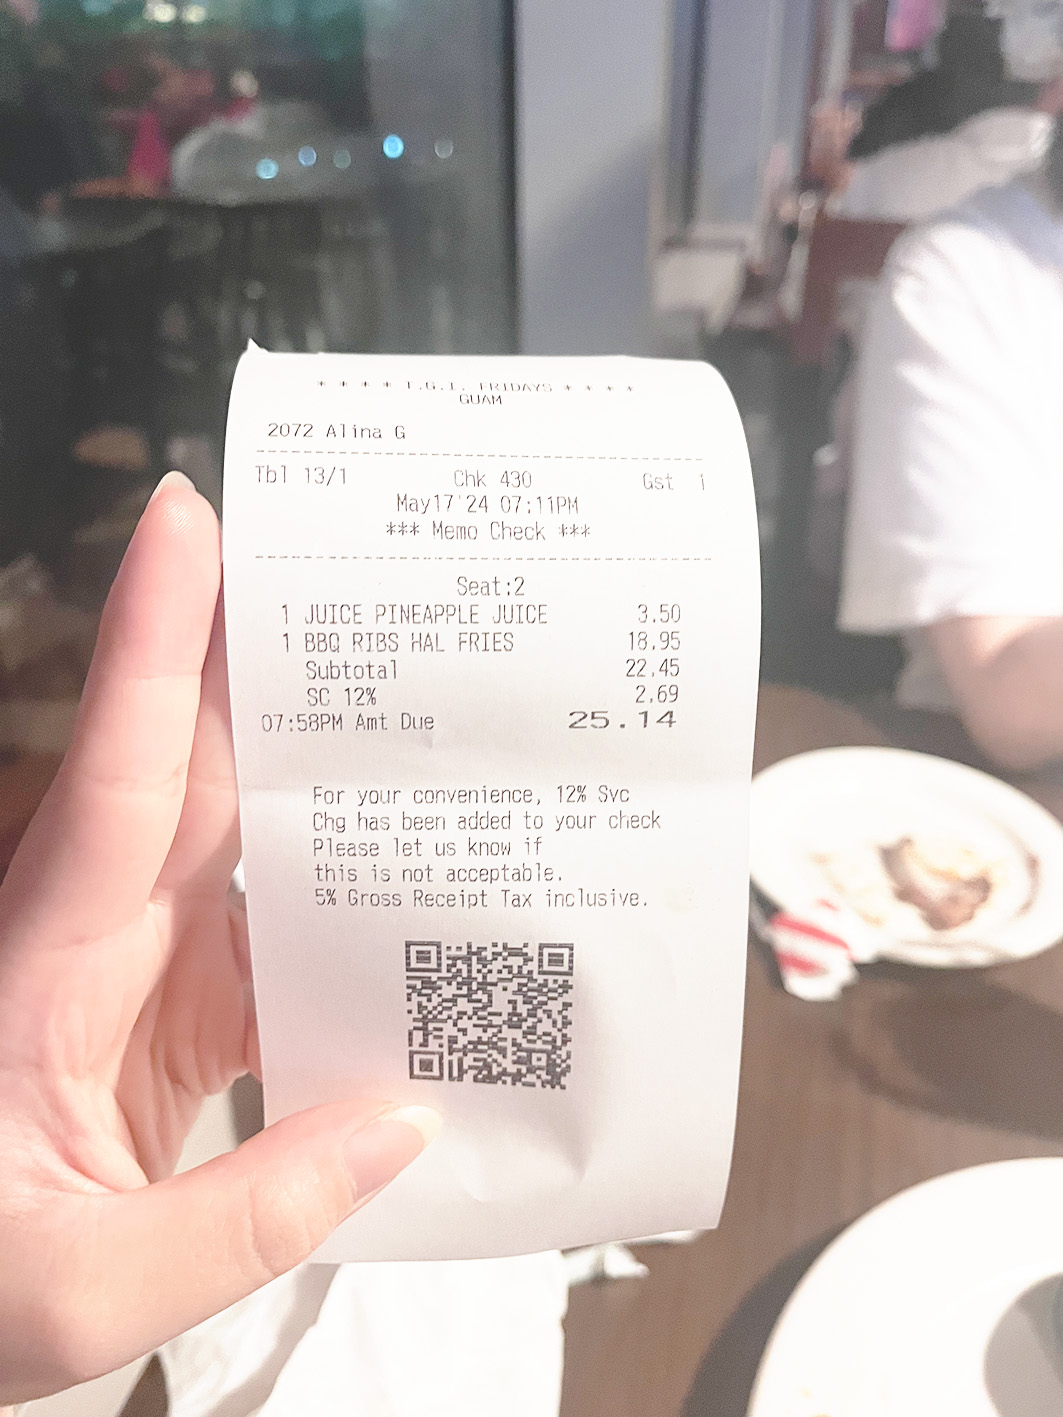 * * * * T.G.I. FRIDAYS * * * *
GUAM
2072 Alina G
Tbl 13/1 Chk 430 Gst 1
May17'24 07:11PM
*** Memo Check ***
Seat:2
1 JUICE PINEAPPLE JUICE 3.50
1 BBQ RIBS HAL FRIES 18.95
Subtotal 22.45
SC 12% 2.69
07:58PM Amt Due 25.14
For your convenience, 12% Svc
Chg has been added to your check
Please let us know if
this is not acceptable.
5% Gross Receipt Tax inclusive.